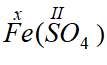 x II
Fe(SO₄)